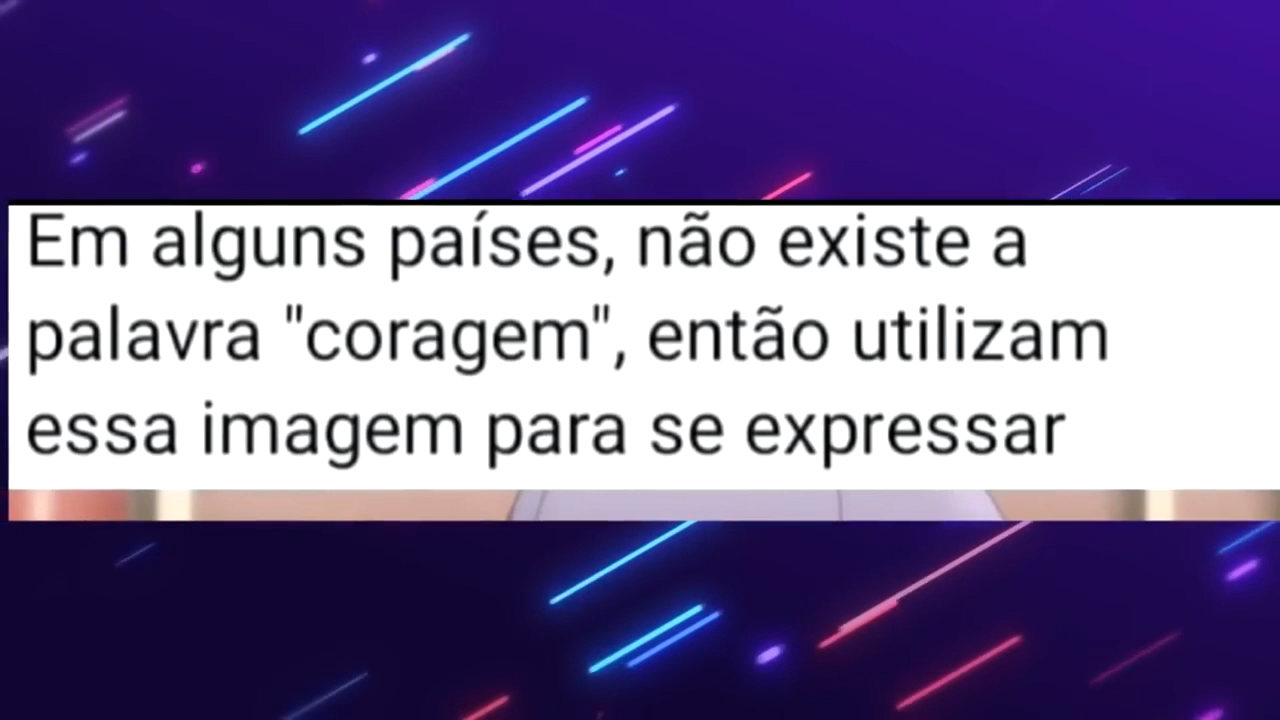 Em alguns países, não existe a
palavra "coragem", então utilizam
essa imagem para se expressar